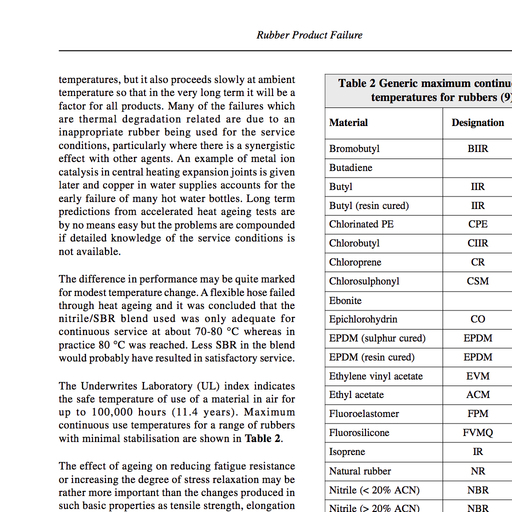 Rubber Product Failure
temperatures, but it also proceeds slowly at ambient
temperature so that in the very long term it will be a
factor for all products. Many of the failures which
are thermal degradation related are due to an
inappropriate rubber being used for the service
conditions, particularly where there is a synergistic
effect with other agents. An example of metal ion
catalysis in central heating expansion joints is given
later and copper in water supplies accounts for the
early failure of many hot water bottles. Long term
predictions from accelerated heat ageing tests are
by no means easy but the problems are compounded
if detailed knowledge of the service conditions is
not available.
The difference in performance may be quite marked
for modest temperature change. A flexible hose failed
through heat ageing and it was concluded that the
nitrile/SBR blend used was only adequate for
continuous service at about 70-80 °C whereas in
practice 80 °C was reached. Less SBR in the blend
would probably have resulted in satisfactory service.
The Underwrites Laboratory (UL) index indicates
the safe temperature of use of a material in air for
up to 100,000 hours (11.4 years). Maximum
continuous use temperatures for a range of rubbers
with minimal stabilisation are shown in Table 2.
The effect of ageing on reducing fatigue resistance
or increasing the degree of stress relaxation may be
rather more important than the changes produced in
such basic properties as tensile strength, elongation
Table 2 Generic maximum continu
temperatures for rubbers (9)
Material Designation
Bromobutyl BIIR
Butadiene
Butyl IIR
Butyl (resin cured) IIR
Chlorinated PE CPE
Chlorobutyl CIIR
Chloroprene CR
Chlorosulphonyl CSM
Ebonite
Epichlorohydrin CO
EPDM (sulphur cured) EPDM
EPDM (resin cured) EPDM
Ethylene vinyl acetate EVM
Ethyl acetate ACM
Fluoroelastomer FPM
Fluorosilicone FVMQ
Isoprene IR
Natural rubber NR
Nitrile (< 20% ACN) NBR
Nitrile (> 20% ACN) NBR